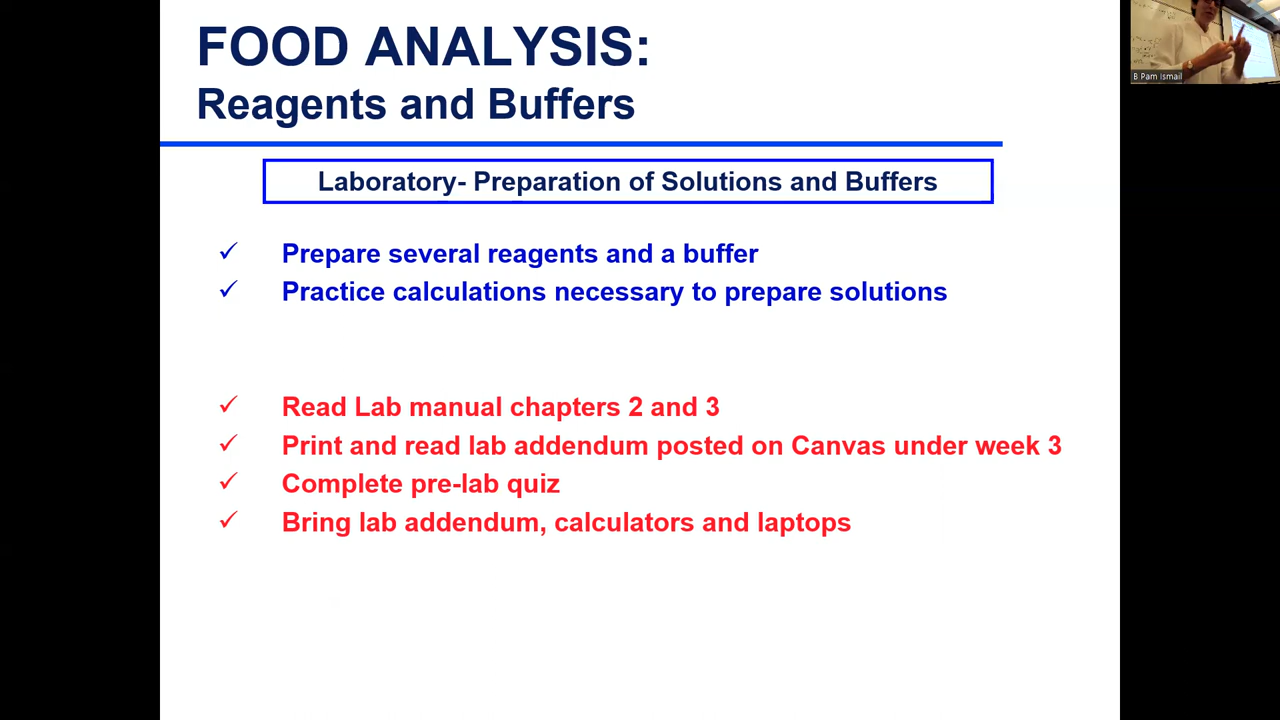 FOOD ANALYSIS:
Reagents and Buffers
Laboratory- Preparation of Solutions and Buffers
✓ Prepare several reagents and a buffer
✓ Practice calculations necessary to prepare solutions
✓ Read Lab manual chapters 2 and 3
✓ Print and read lab addendum posted on Canvas under week 3
✓ Complete pre-lab quiz
✓ Bring lab addendum, calculators and laptops
B Pam Ismail